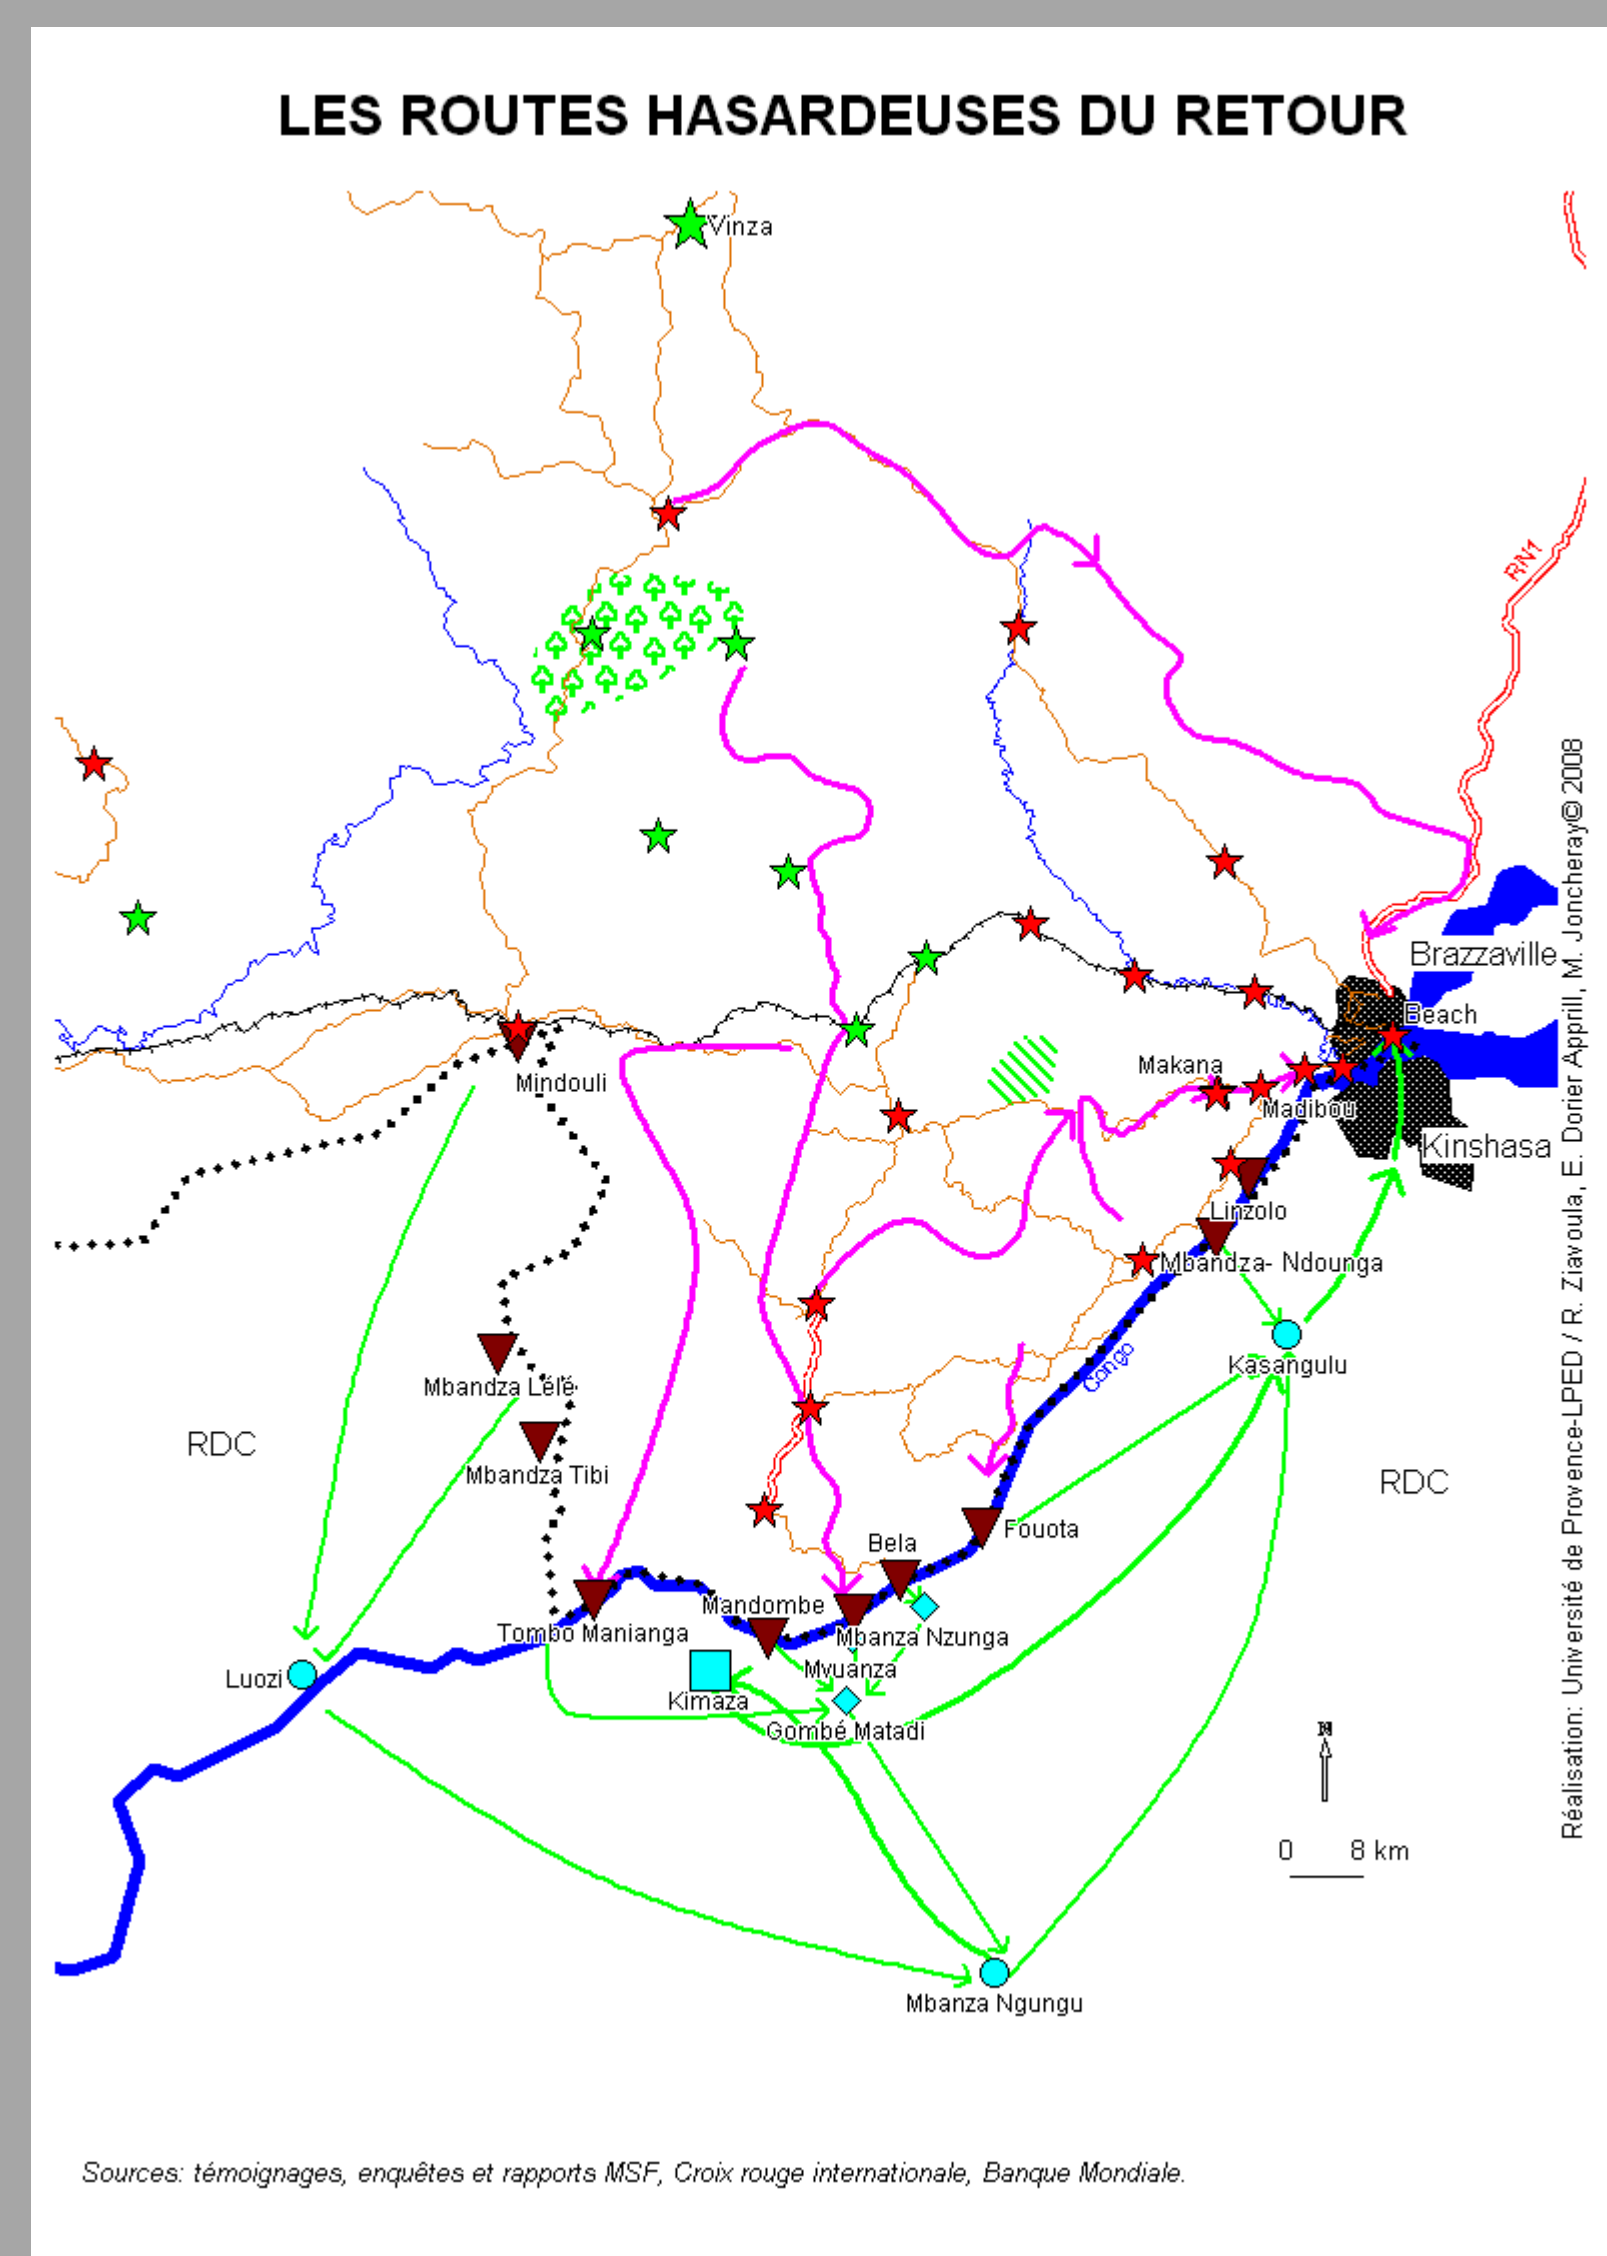 LES ROUTES HASARDEUSES DU RETOUR
Vinza
RN1
Brazzaville
Beach
Makana
Mindouli
Madibou
Kinshasa
Linzolo
Mbandza- Ndounga
Kasangulu
Congo
Mbandza Lélé
RDC
Mbandza Tibi
RDC
Fouota
Bela
Mandombe
Tombo Manianga
Mbanza Nzunga
Mvuanza
Luozi
Kimaza
Gombé Matadi
N
0 8 km
Mbanza Ngungu
Réalisation: Université de Provence-LPED / R. Ziavoula, E. Dorier Apprill, M. Joncheray© 2008
Sources: témoignages, enquêtes et rapports MSF, Croix rouge internationale, Banque Mondiale.